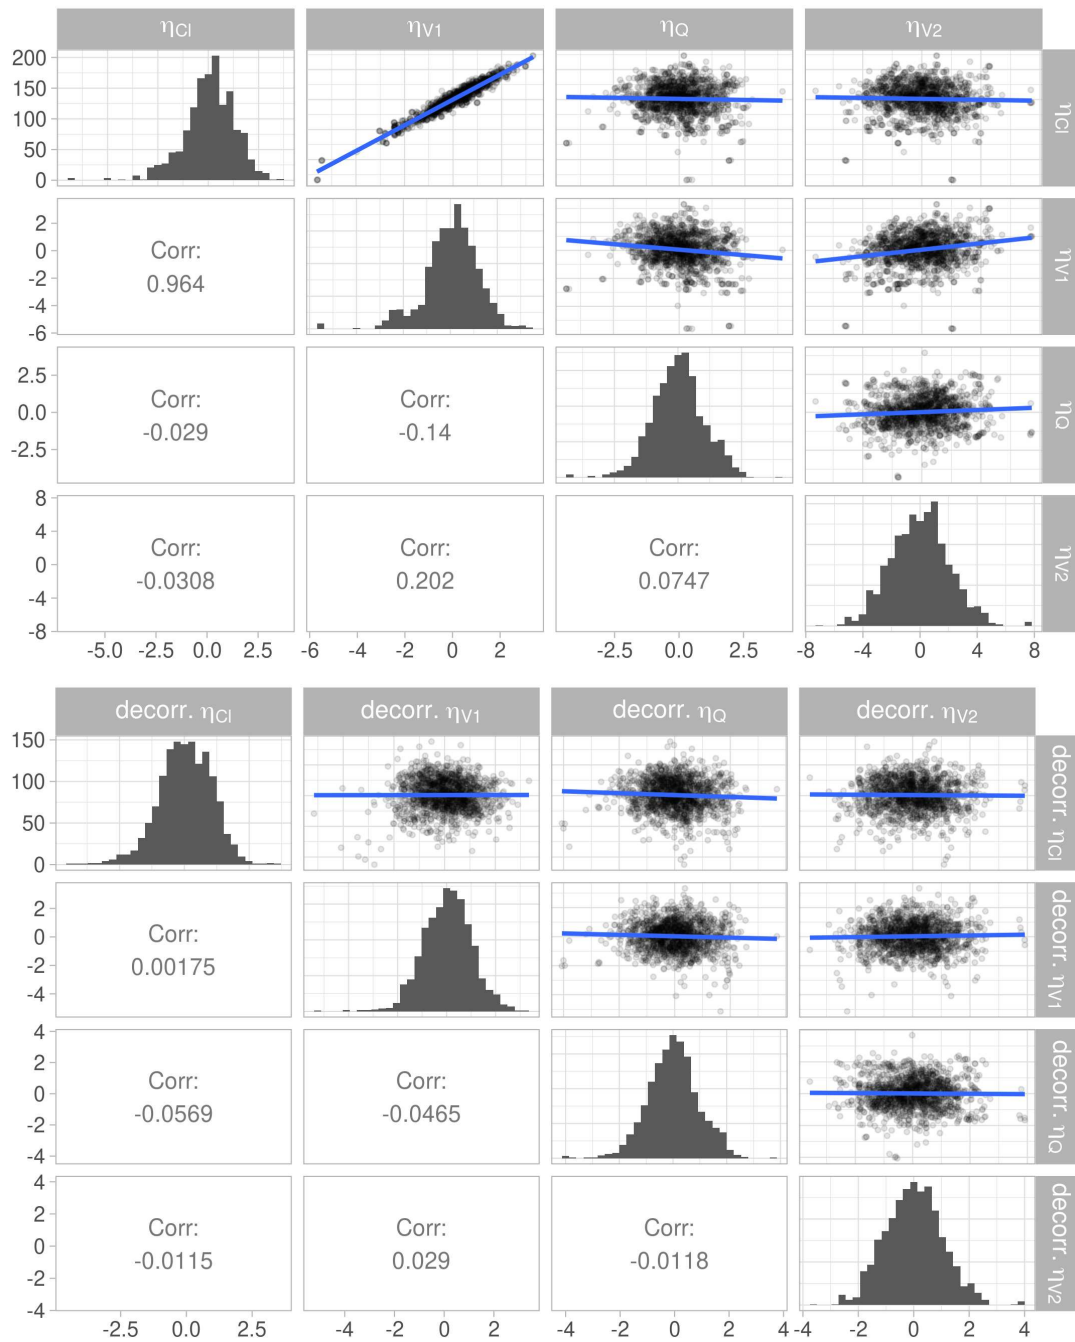 ηCl ηV1 ηQ ηV2
200
150
100
50
0
ηCl
2
0
-2
-4
-6
Corr:
0.964
ηV1
2.5
0.0
-2.5
Corr:
-0.029
Corr:
-0.14
ηQ
8
4
0
-4
-8
Corr:
-0.0308
Corr:
0.202
Corr:
0.0747
ηV2
-5.0 -2.5 0.0 2.5 -6 -4 -2 0 2 -2.5 0.0 2.5 -8 -4 0 4 8
decorr. ηCl decorr. ηV1 decorr. ηQ decorr. ηV2
150
100
50
0
decorr. ηCl
2
0
-2
-4
Corr:
0.00175
decorr. ηV1
4
2
0
-2
-4
Corr:
-0.0569
Corr:
-0.0465
decorr. ηQ
4
2
0
-2
-4
Corr:
-0.0115
Corr:
0.029
Corr:
-0.0118
decorr. ηV2
-2.5 0.0 2.5 -4 -2 0 2 -4 -2 0 2 4 -4 -2 0 2 4